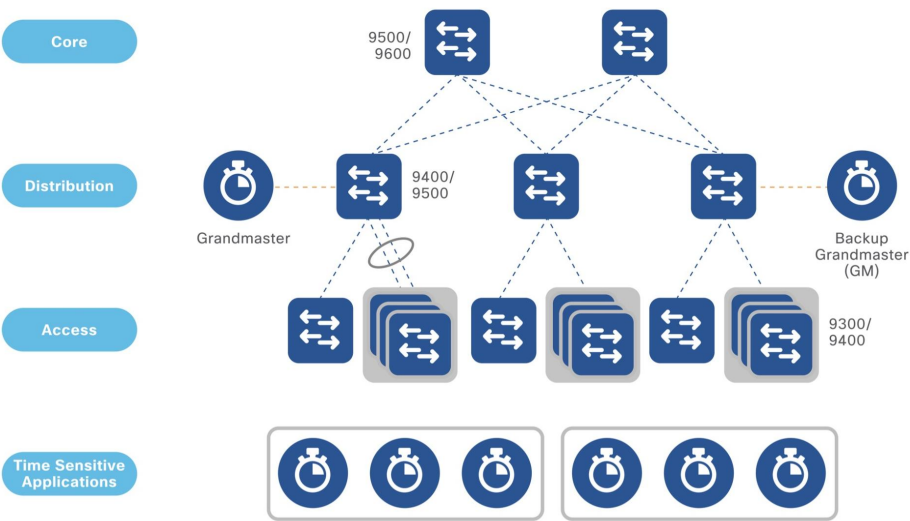 Core
9500/
9600
Distribution
9400/
9500
Grandmaster
Backup
Grandmaster
(GM)
Access
9300/
9400
Time Sensitive
Applications